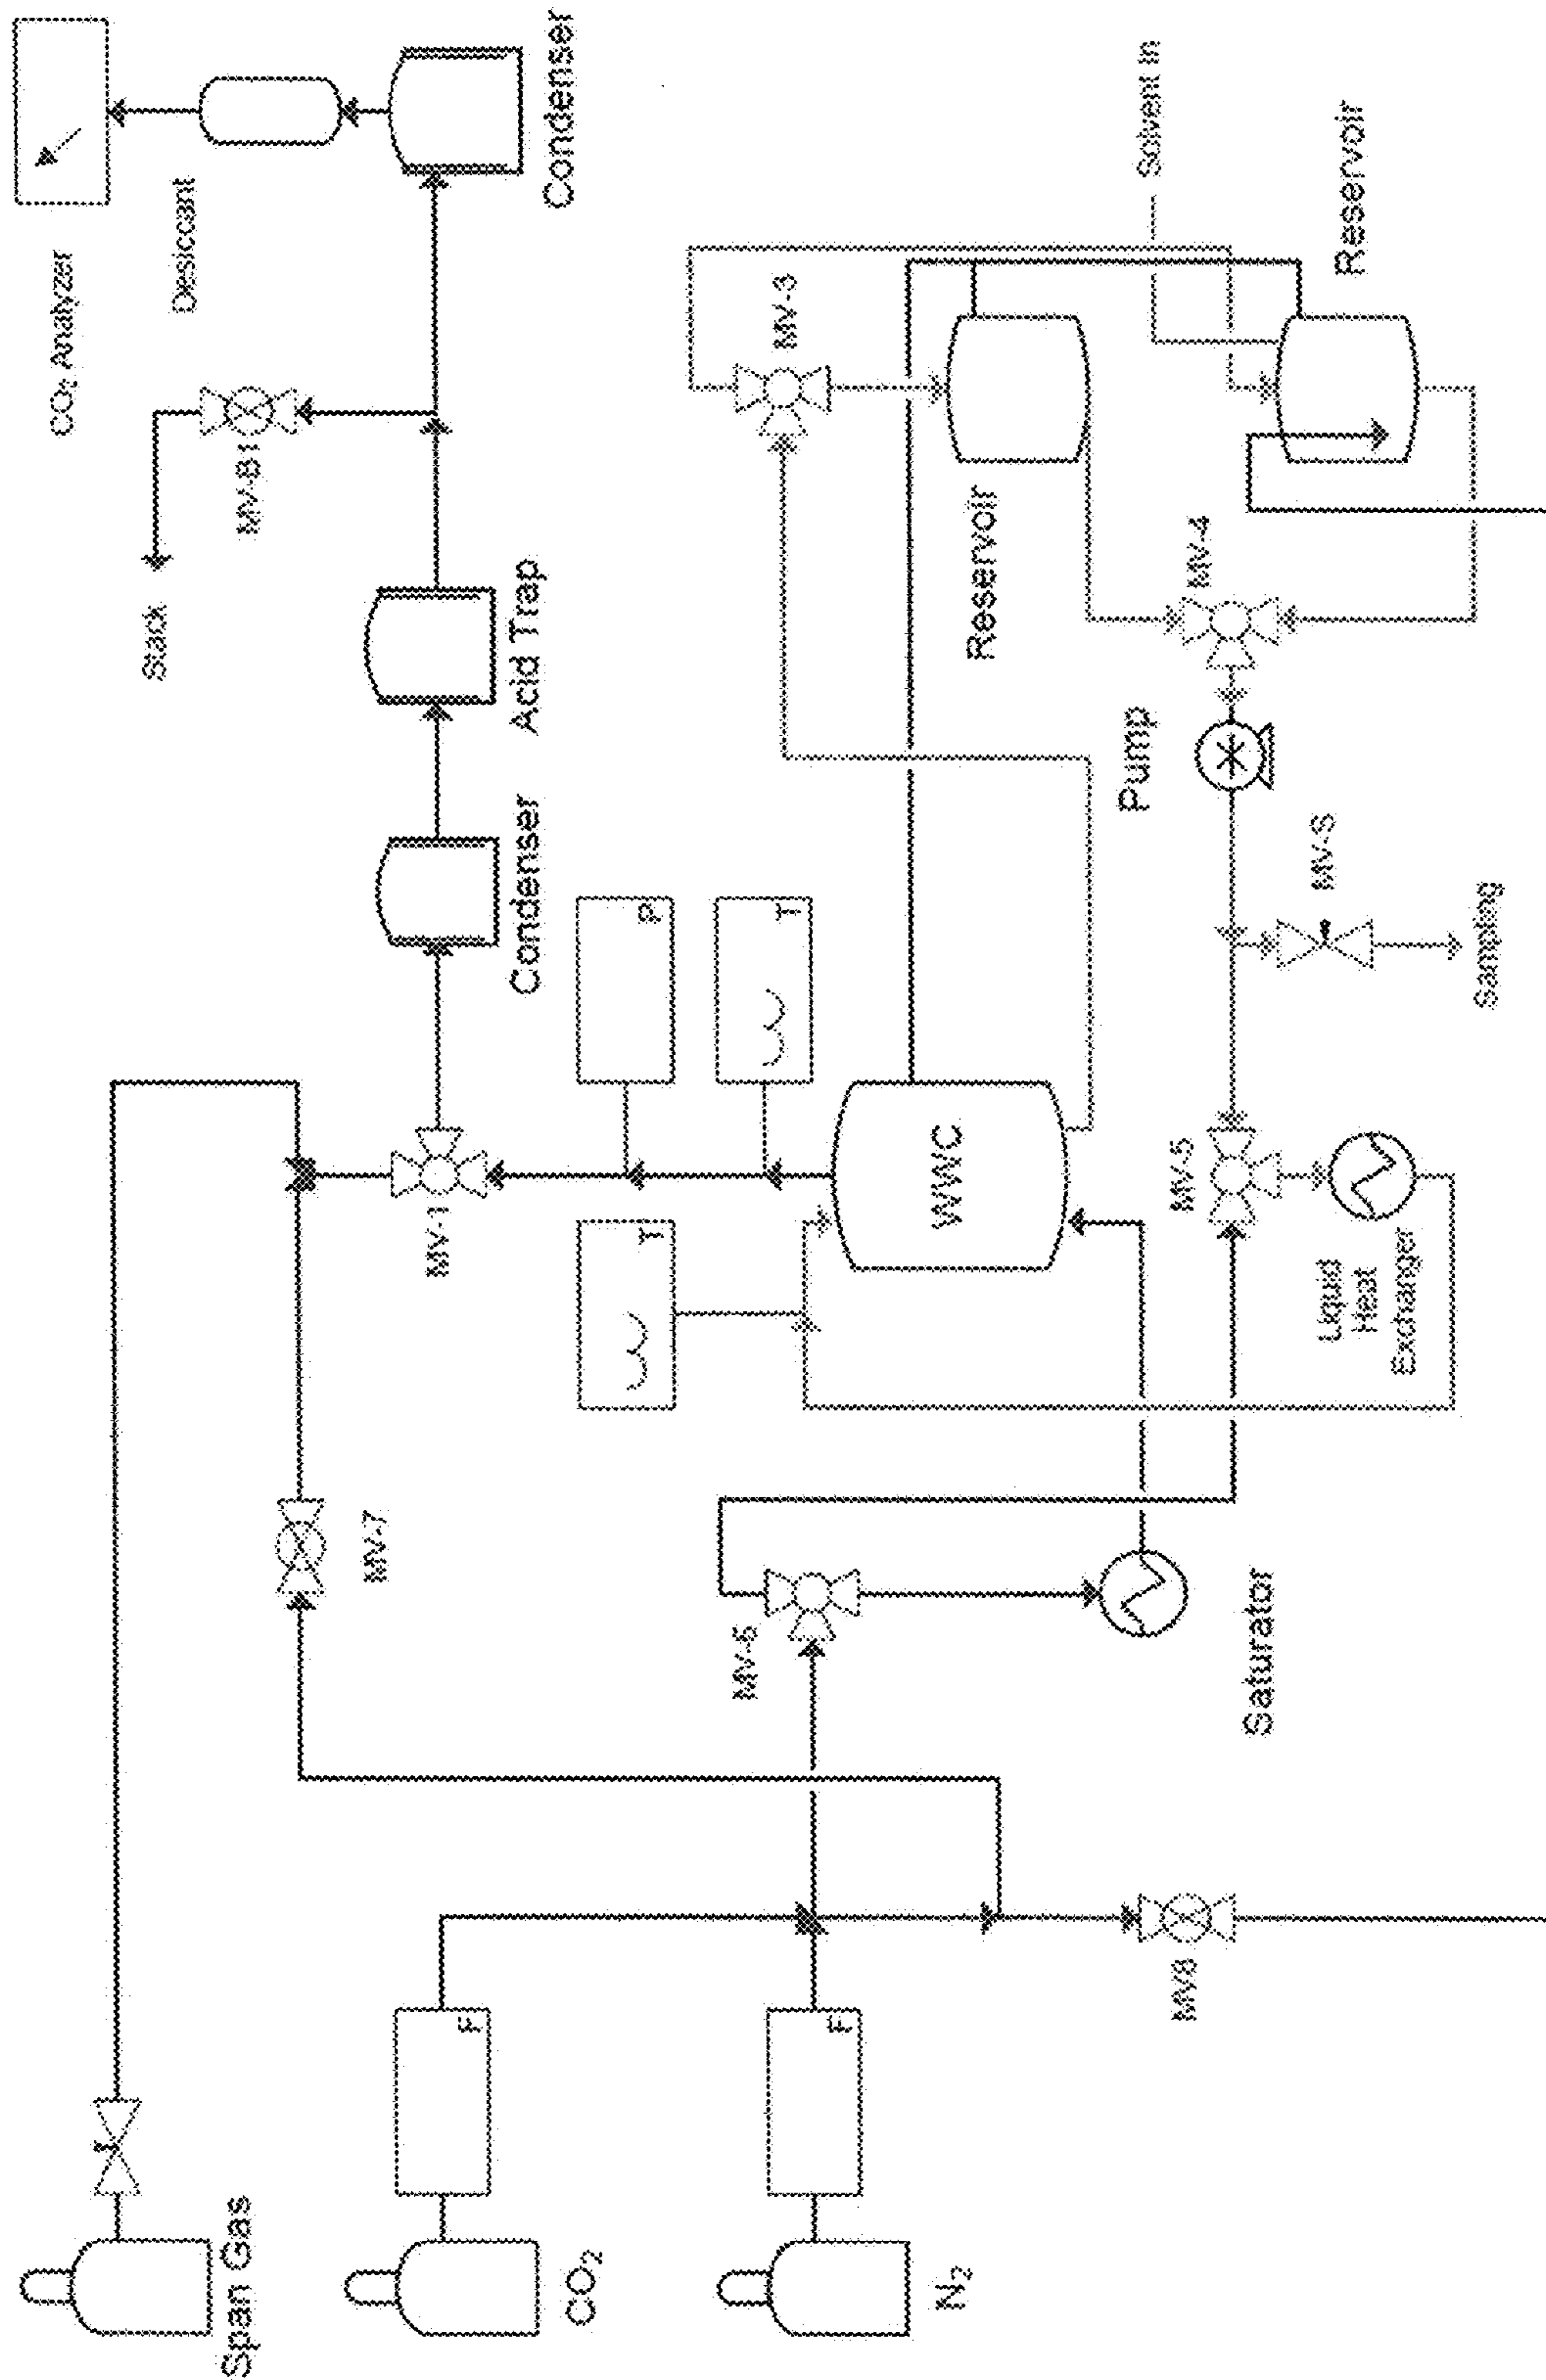 Span Gas
CO₂
N₂
F
F
MV8
MV-7
MV-6
Saturator
MV-1
T
P
T
WWC
MV-5
Liquid
Heat
Exchanger
Condenser
Acid Trap
Stack
MV-8 I
CO₂ Analyzer
Desiccant
Condenser
MV-3
Reservoir
Solvent In
Reservoir
MV-4
Pump
MV-S
Sampling